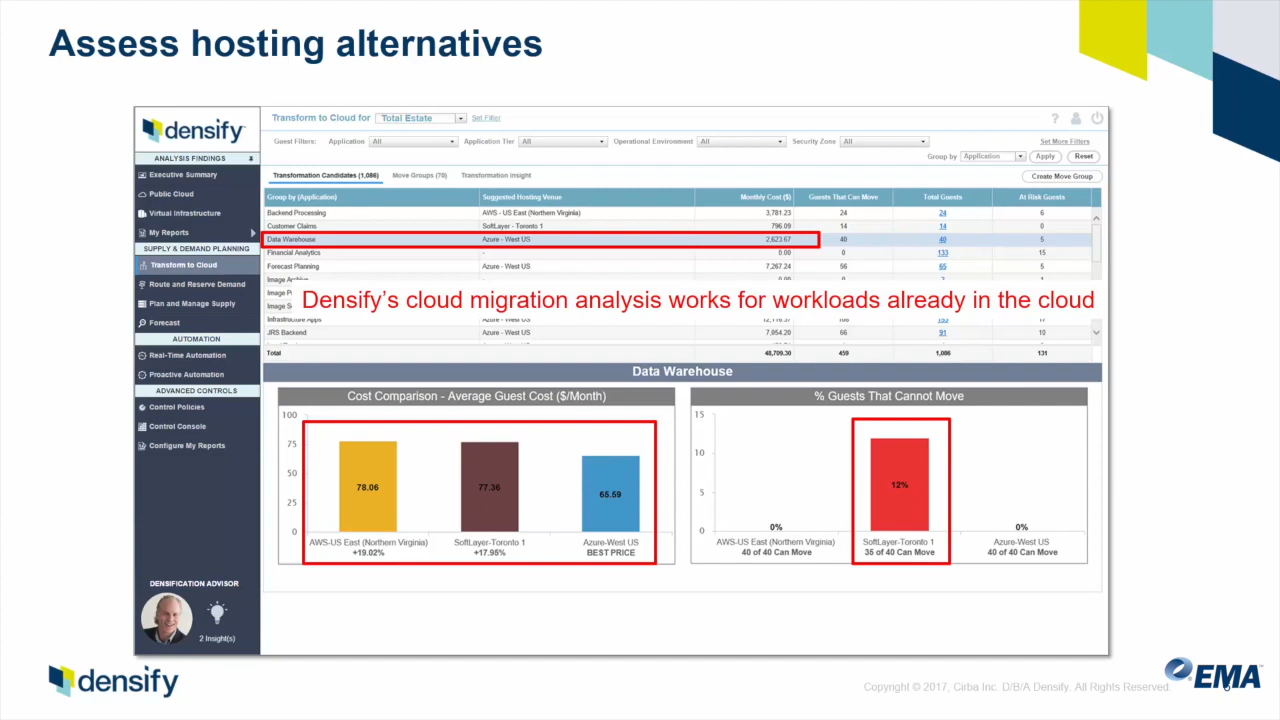 Assess hosting alternatives
densify
Transform to Cloud for Total Estate Set Filter
Guest Filters: Application All Application Tier All Operational Environment All Security Zone All Set More Filters
Group by Application Apply Reset
Transformation Candidates (1,086) Move Groups (78) Transformation Insight Create Move Group
ANALYSIS FINDINGS
Executive Summary
Public Cloud
Virtual Infrastructure
My Reports
SUPPLY & DEMAND PLANNING
Transform to Cloud
Route and Reserve Demand
Plan and Manage Supply
Forecast
AUTOMATION
Real-Time Automation
Proactive Automation
ADVANCED CONTROLS
Control Policies
Control Console
Configure My Reports
DENSIFICATION ADVISOR
2 Insight(s)
Group by (Application) Suggested Hosting Venue Monthly Cost ($) Guests That Can Move Total Guests At Risk Guests
Backend Processing AWS - US East (Northern Virginia) 3,781.23 24 24 6
Customer Claims SoftLayer - Toronto 1 796.09 14 14 0
Data Warehouse Azure - West US 2,623.67 40 40 5
Financial Analytics - 0.00 0 133 15
Forecast Planning Azure - West US 7,267.24 56 65 5
Densify's cloud migration analysis works for workloads already in the cloud
Infrastructure Apps Azure - West US
JRS Backend Azure - West US 7,054.20 66 91 10
Total 48,709.30 459 1,086 131
Data Warehouse
Cost Comparison - Average Guest Cost ($/Month)
100
75
50
25
0
78.06
77.36
65.59
AWS-US East (Northern Virginia) SoftLayer-Toronto 1 Azure-West US
+19.02% +17.95% BEST PRICE
% Guests That Cannot Move
15
10
5
0
0%
12%
0%
AWS-US East (Northern Virginia) SoftLayer-Toronto 1 Azure-West US
40 of 40 Can Move 35 of 40 Can Move 40 of 40 Can Move
densify
Copyright © 2017, Cirba Inc. D/B/A Densify. All Rights Reserved.
EMA